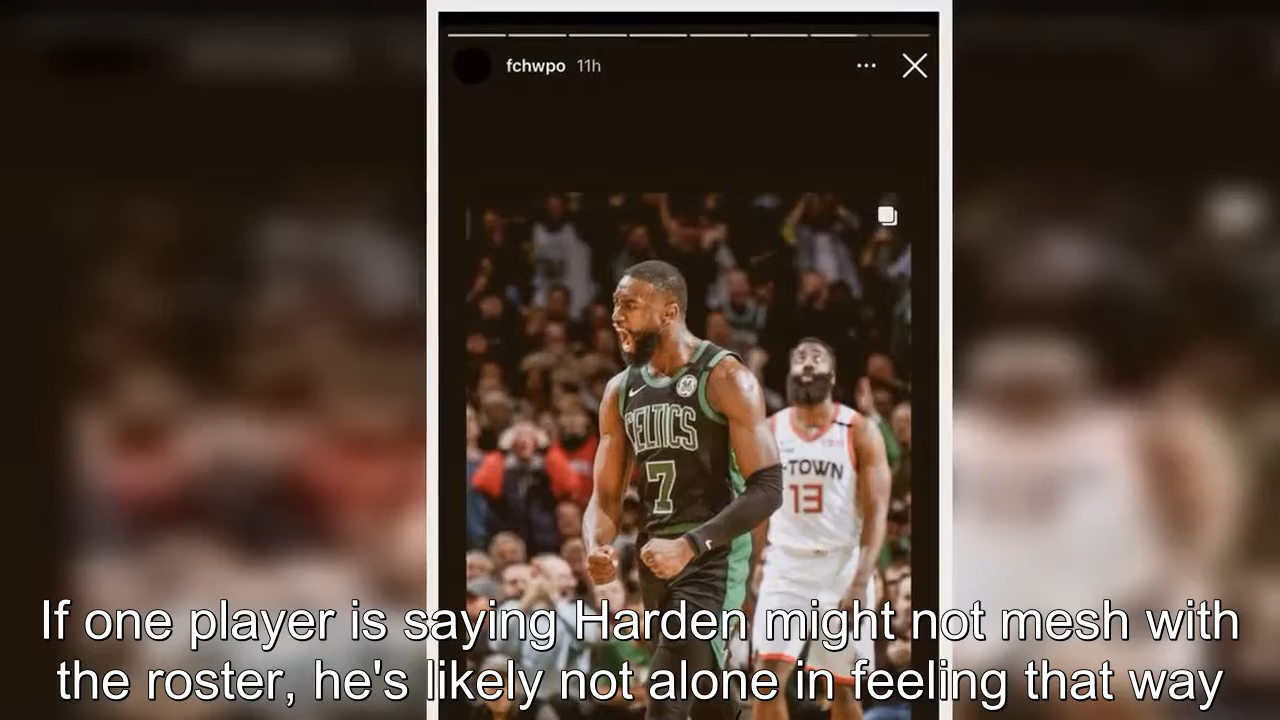 fchwpo 11h
CELTICS
7
-TOWN
13
If one player is saying Harden might not mesh with
the roster, he's likely not alone in feeling that way